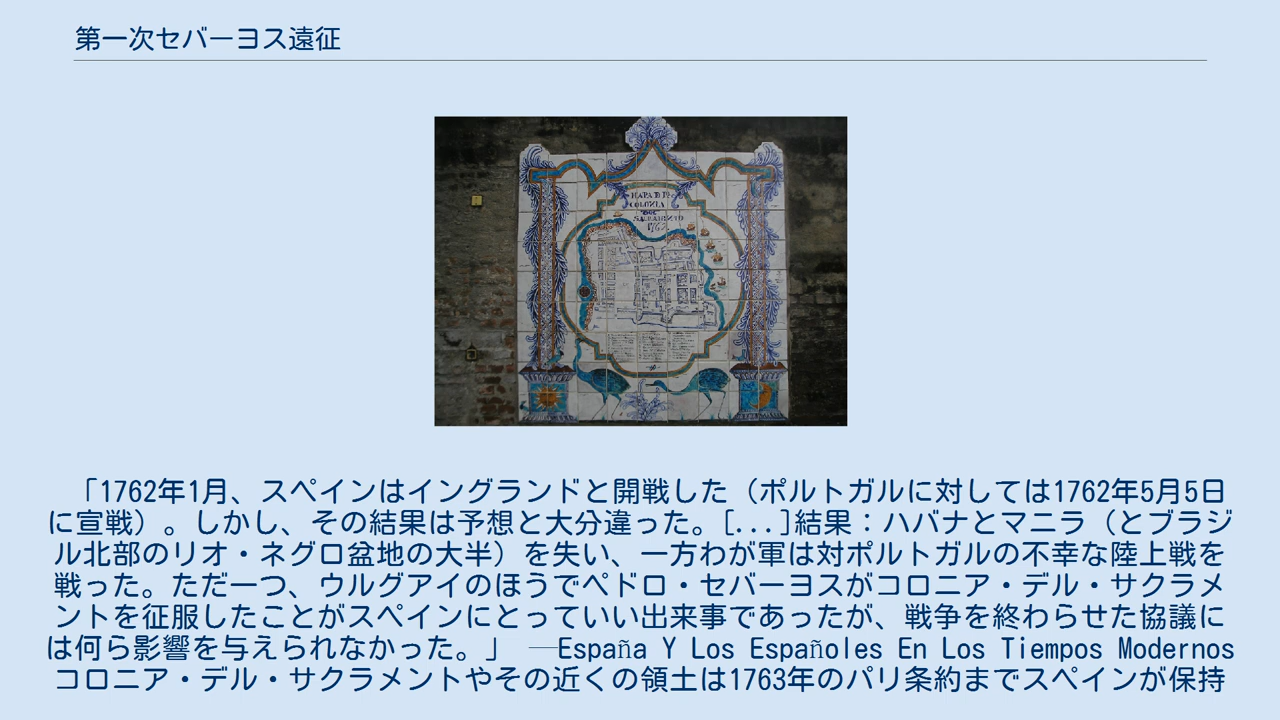 第一次セバーヨス遠征
MAPA D LA
COLONIA
DEL
SACRAMENTO
1762
「1762年1月、スペインはイングランドと開戦した（ポルトガルに対しては1762年5月5日
に宣戦）。しかし、その結果は予想と大分違った。[...]結果：ハバナとマニラ（とブラジ
ル北部のリオ・ネグロ盆地の大半）を失い、一方わが軍は対ポルトガルの不幸な陸上戦を
戦った。ただ一つ、ウルグアイのほうでペドロ・セバーヨスがコロニア・デル・サクラメ
ントを征服したことがスペインにとっていい出来事であったが、戦争を終わらせた協議に
は何ら影響を与えられなかった。」 ―España Y Los Españoles En Los Tiempos Modernos
コロニア・デル・サクラメントやその近くの領土は1763年のパリ条約までスペインが保持